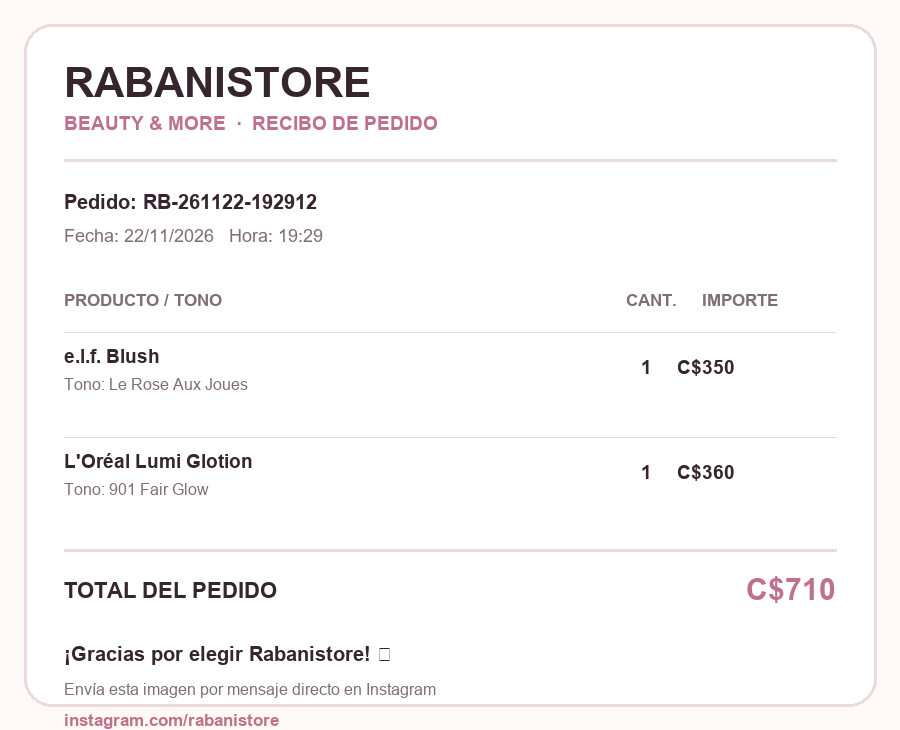 RABANISTORE
BEAUTY & MORE · RECIBO DE PEDIDO
Pedido: RB-261122-192912
Fecha: 22/11/2026 Hora: 19:29
PRODUCTO / TONO CANT. IMPORTE
e.l.f. Blush 1 C$350
Tono: Le Rose Aux Joues
L'Oréal Lumi Glotion 1 C$360
Tono: 901 Fair Glow
TOTAL DEL PEDIDO C$710
¡Gracias por elegir Rabanistore! □
Envía esta imagen por mensaje directo en Instagram
instagram.com/rabanistore